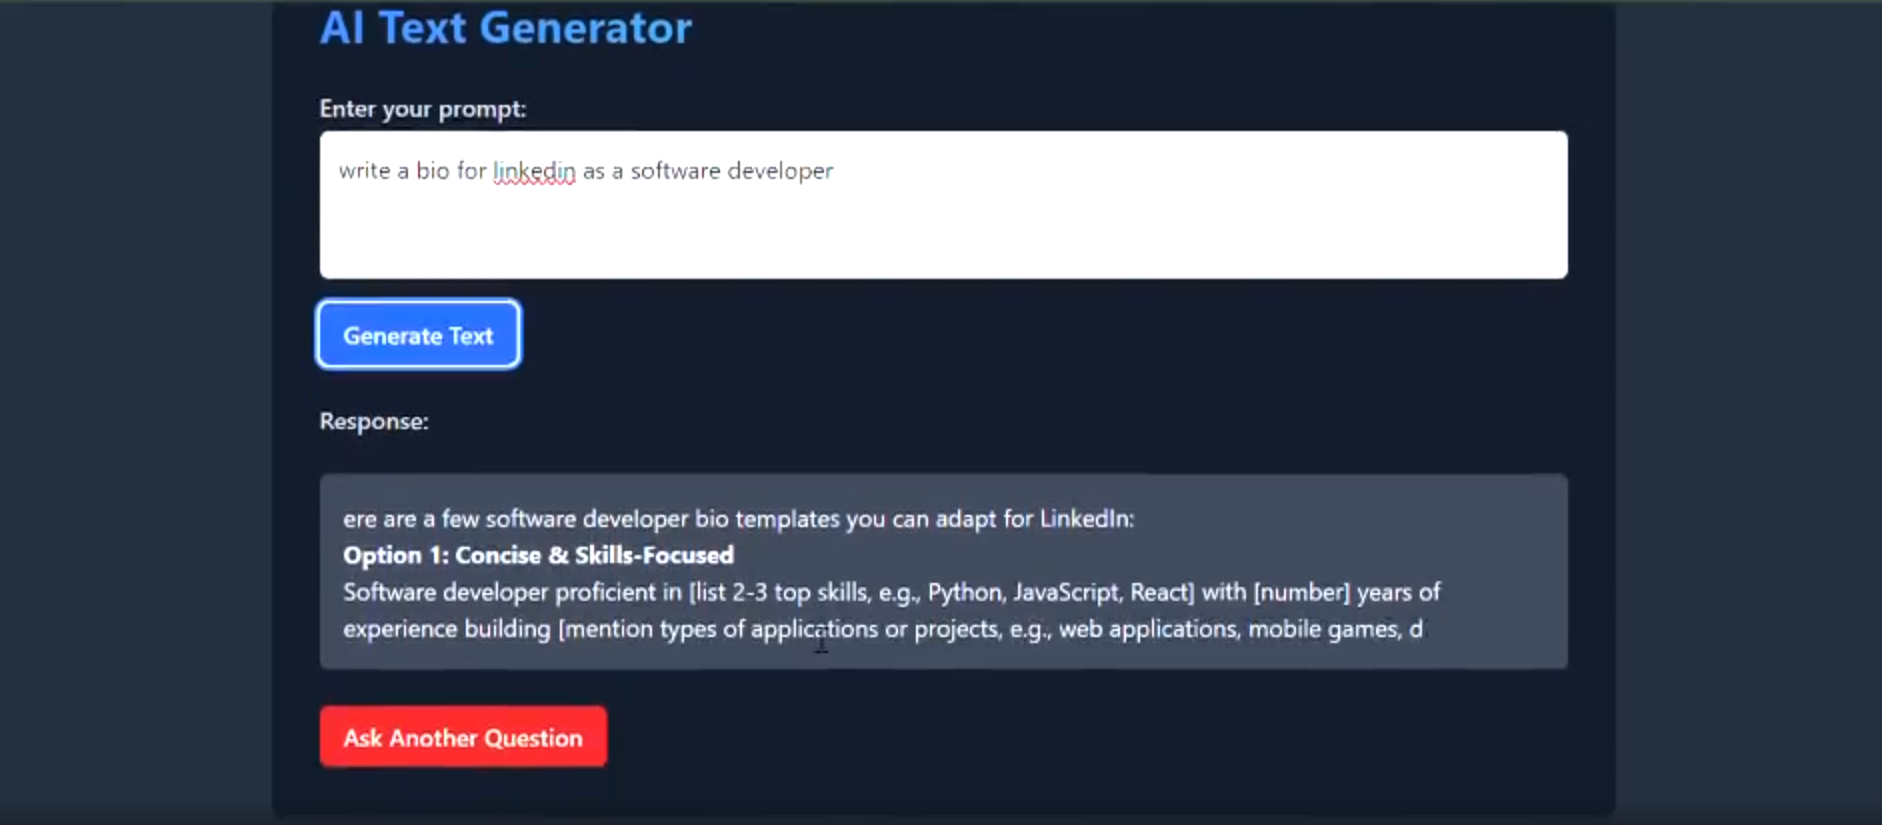 AI Text Generator
Enter your prompt:
write a bio for linkedin as a software developer
Generate Text
Response:
ere are a few software developer bio templates you can adapt for LinkedIn:
Option 1: Concise & Skills-Focused
Software developer proficient in [list 2-3 top skills, e.g., Python, JavaScript, React] with [number] years of
experience building [mention types of applications or projects, e.g., web applications, mobile games, d
Ask Another Question